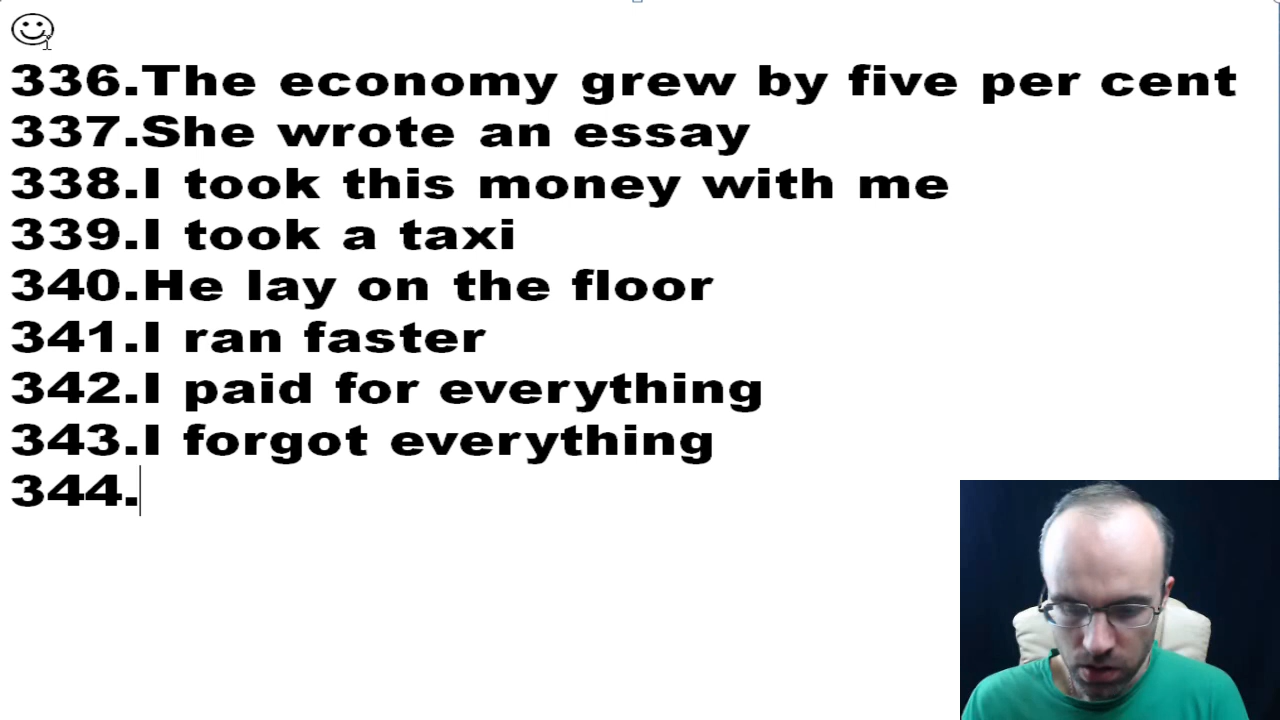 336.The economy grew by five per cent
337.She wrote an essay
338.I took this money with me
339.I took a taxi
340.He lay on the floor
341.I ran faster
342.I paid for everything
343.I forgot everything
344.